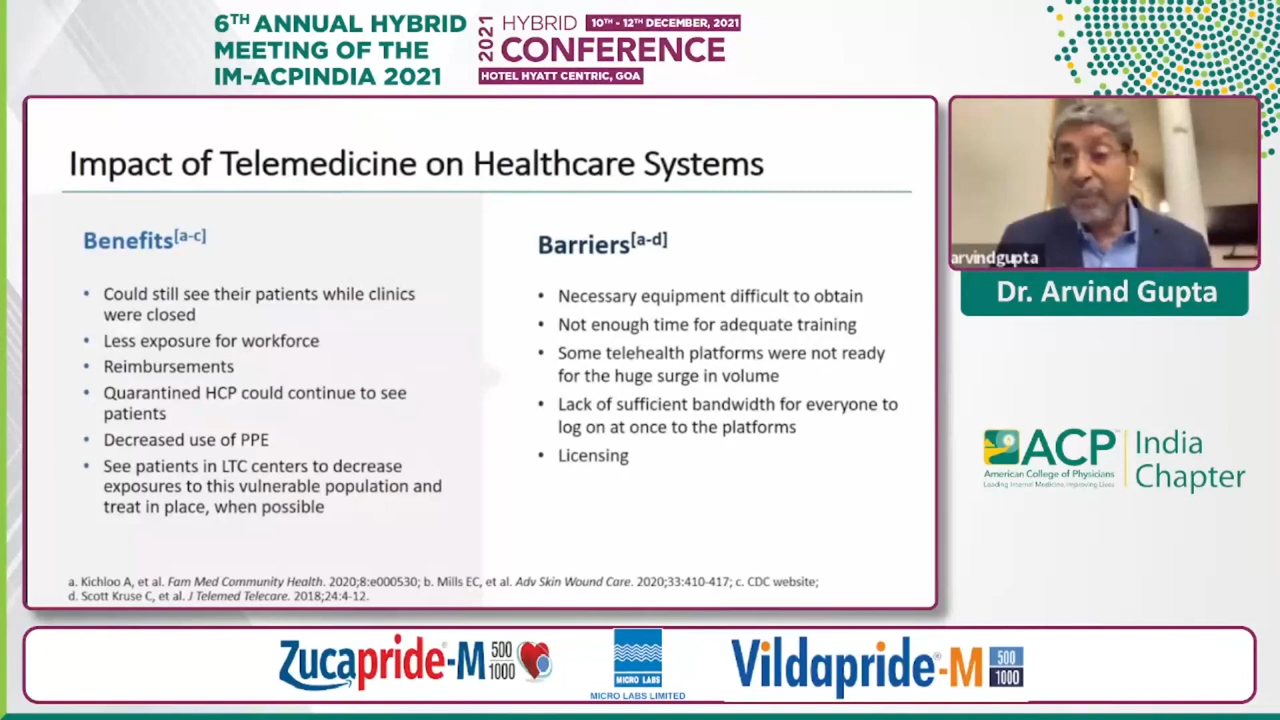 6TH ANNUAL HYBRID
MEETING OF THE
IM-ACPINDIA 2021
2021
HYBRID
10TH - 12TH DECEMBER, 2021
CONFERENCE
HOTEL HYATT CENTRIC, GOA
Impact of Telemedicine on Healthcare Systems
Benefits[a-c]
• Could still see their patients while clinics
were closed
• Less exposure for workforce
• Reimbursements
• Quarantined HCP could continue to see
patients
• Decreased use of PPE
• See patients in LTC centers to decrease
exposures to this vulnerable population and
treat in place, when possible
Barriers[a-d]
• Necessary equipment difficult to obtain
• Not enough time for adequate training
• Some telehealth platforms were not ready
for the huge surge in volume
• Lack of sufficient bandwidth for everyone to
log on at once to the platforms
• Licensing
a. Kichloo A, et al. Fam Med Community Health. 2020;8:e000530; b. Mills EC, et al. Adv Skin Wound Care. 2020;33:410-417; c. CDC website;
d. Scott Kruse C, et al. J Telemed Telecare. 2018;24:4-12.
arvindgupta
Dr. Arvind Gupta
ACP
American College of Physicians
Leading Internal Medicine, Improving Lives
India
Chapter
Zucapride®-M 500
1000
MICRO LABS
MICRO LABS LIMITED
Vildapride®-M 500
1000